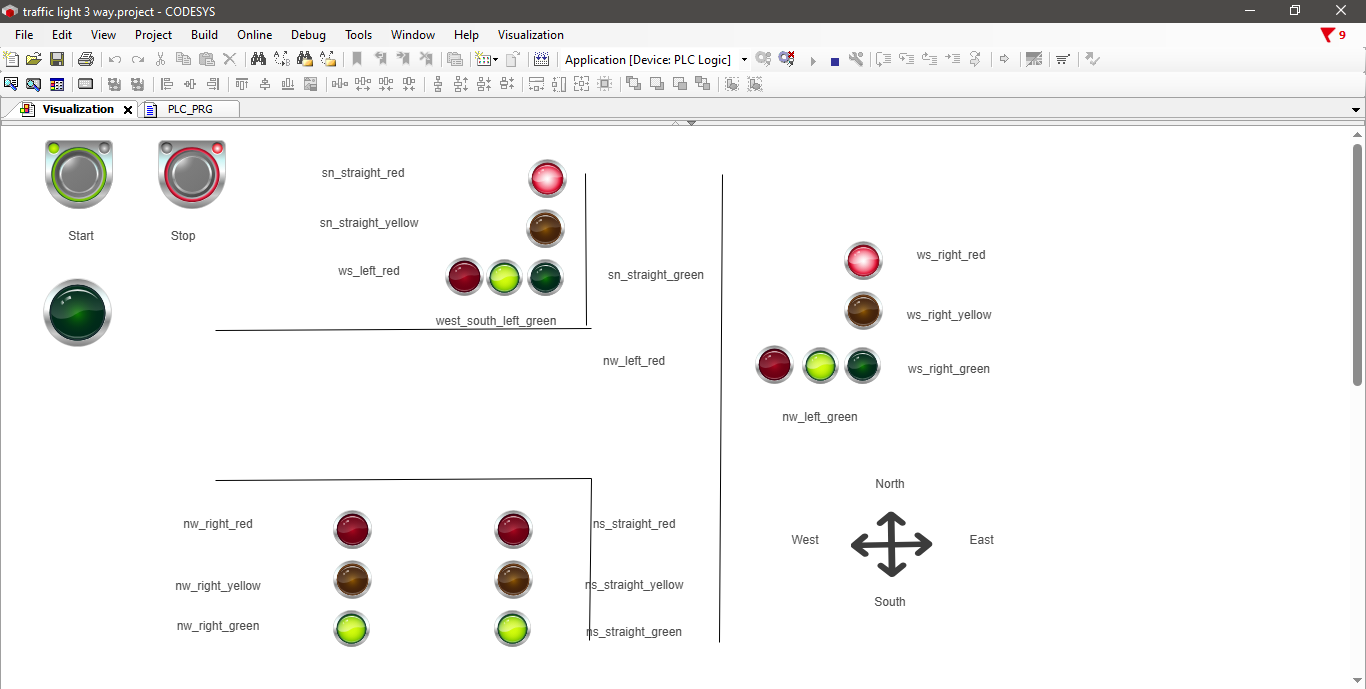 traffic light 3 way.project - CODESYS
File Edit View Project Build Online Debug Tools Window Help Visualization
9
Application [Device: PLC Logic]
Visualization PLC_PRG
sn_straight_red
sn_straight_yellow
Start Stop
ws_right_red
ws_left_red
sn_straight_green
ws_right_yellow
west_south_left_green
nw_left_red
ws_right_green
nw_left_green
North
nw_right_red
ns_straight_red
West East
nw_right_yellow
ns_straight_yellow
South
nw_right_green
ns_straight_green